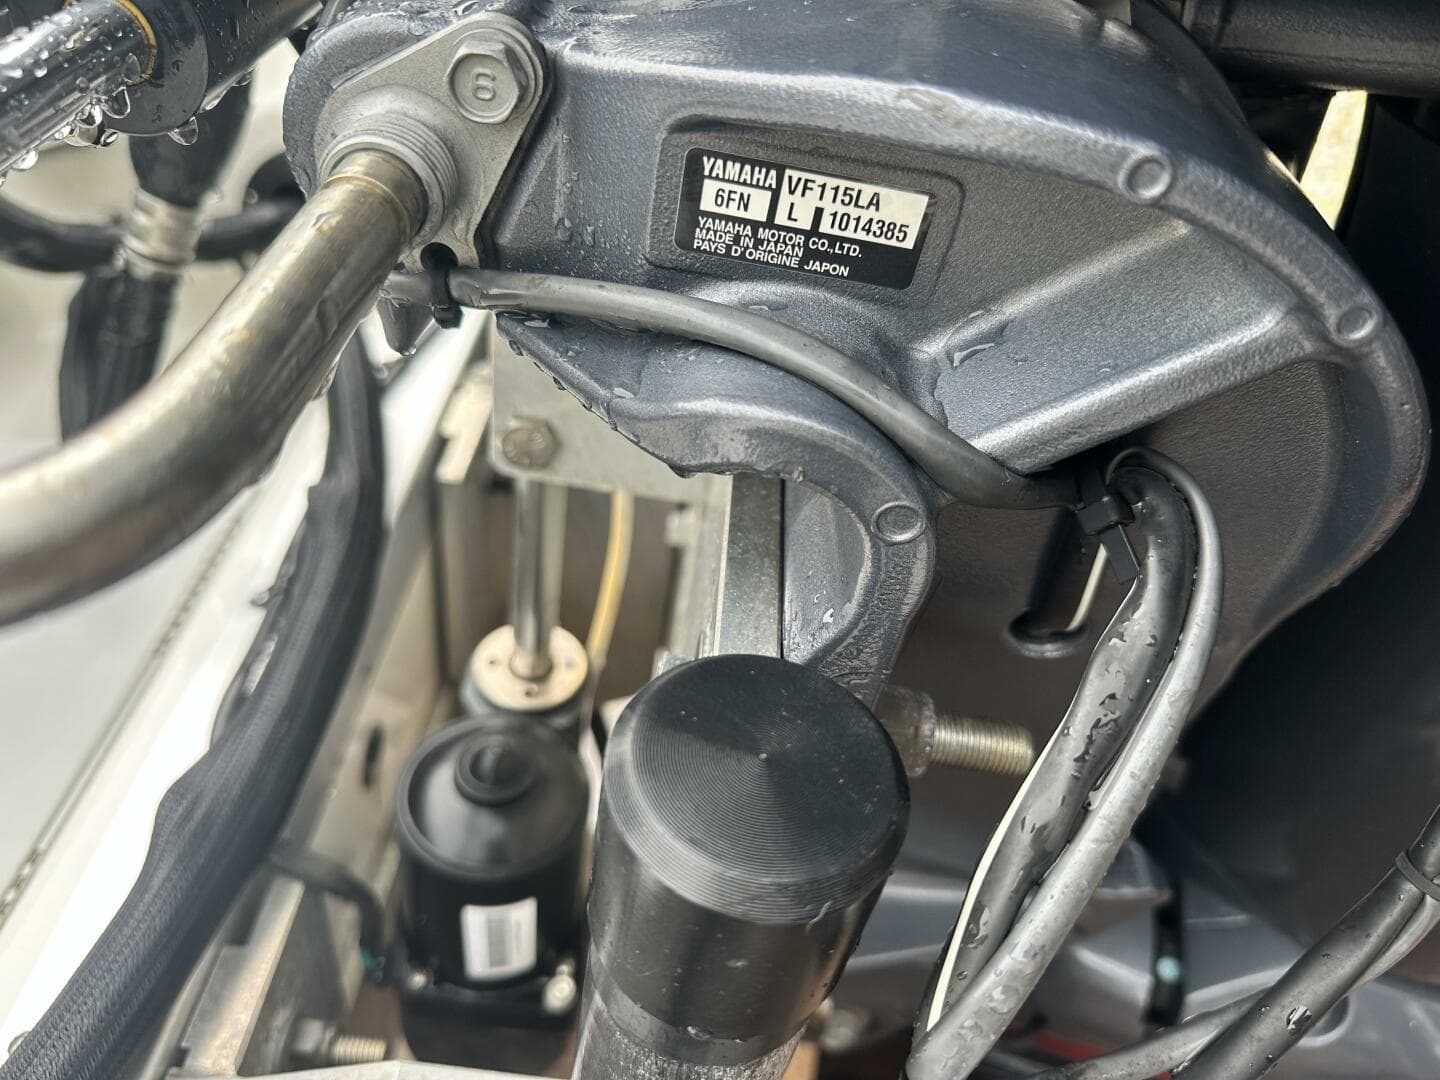 6
YAMAHA VF115LA
6FN L 1014385
YAMAHA MOTOR CO.,LTD.
MADE IN JAPAN
PAYS D'ORIGINE JAPON